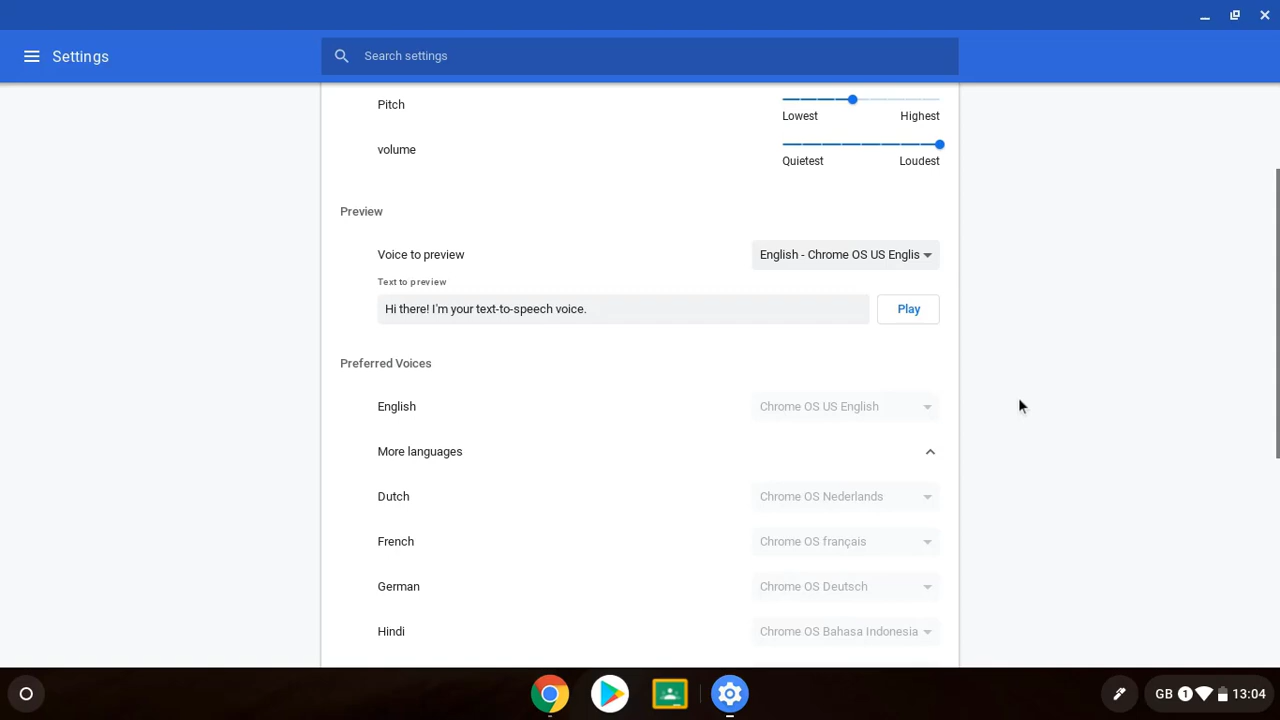 Settings
Search settings
Pitch
Lowest
Highest
volume
Quietest
Loudest
Preview
Voice to preview
English - Chrome OS US Englis
Text to preview
Hi there! I'm your text-to-speech voice.
Play
Preferred Voices
English
Chrome OS US English
More languages
Dutch
Chrome OS Nederlands
French
Chrome OS français
German
Chrome OS Deutsch
Hindi
Chrome OS Bahasa Indonesia
GB 1 13:04